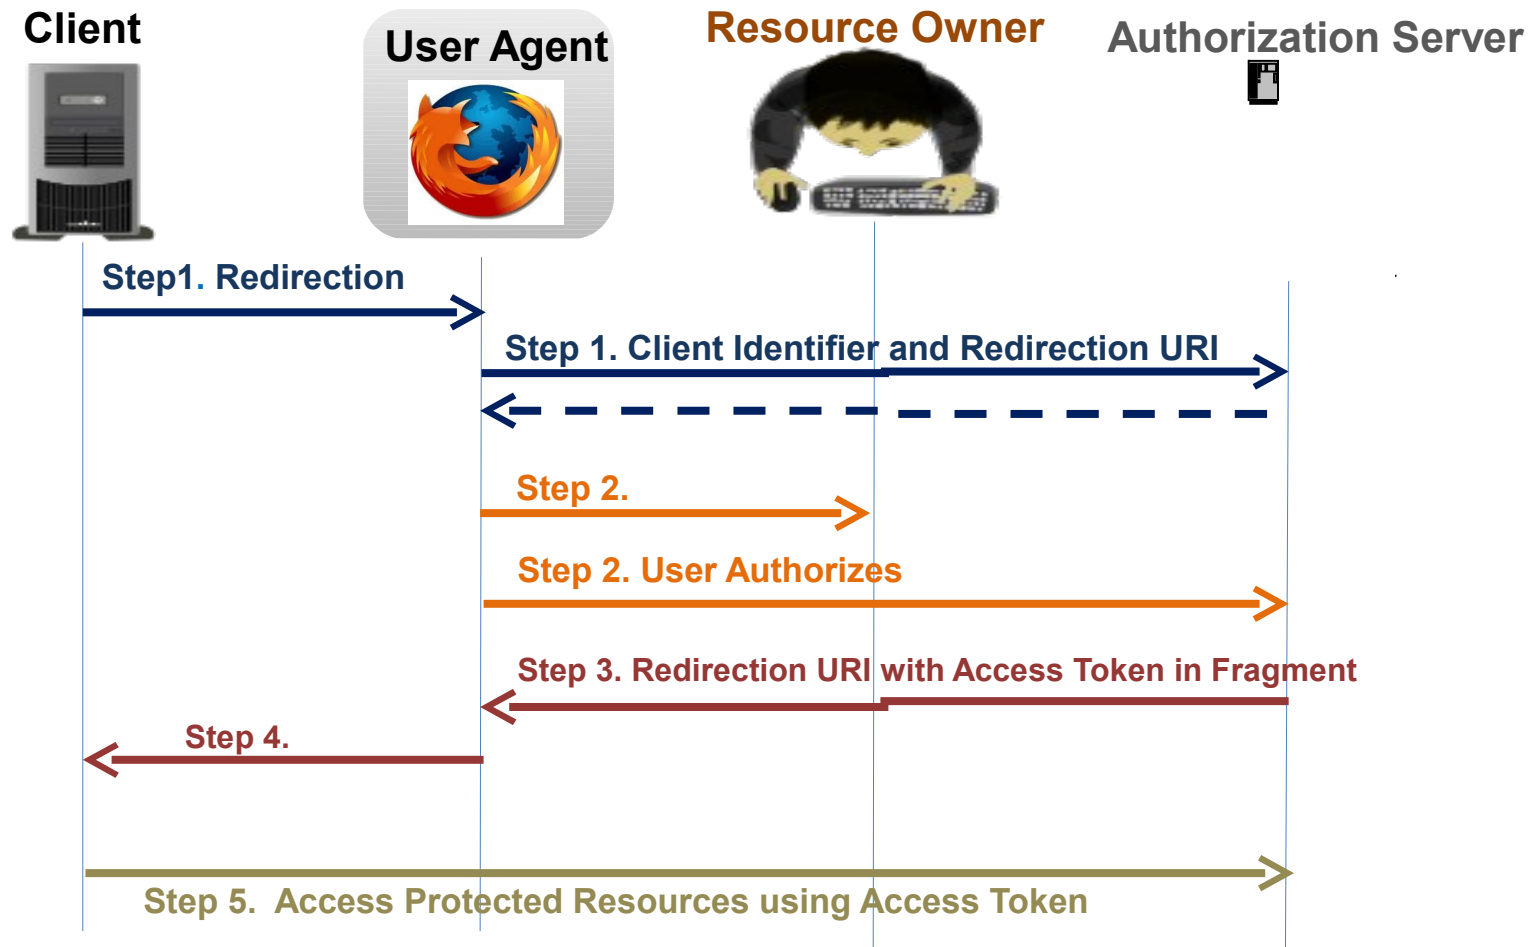 Client
User Agent
Resource Owner
Authorization Server
Step1. Redirection
Step 1. Client Identifier and Redirection URI
Step 2.
Step 2. User Authorizes
Step 3. Redirection URI with Access Token in Fragment
Step 4.
Step 5. Access Protected Resources using Access Token